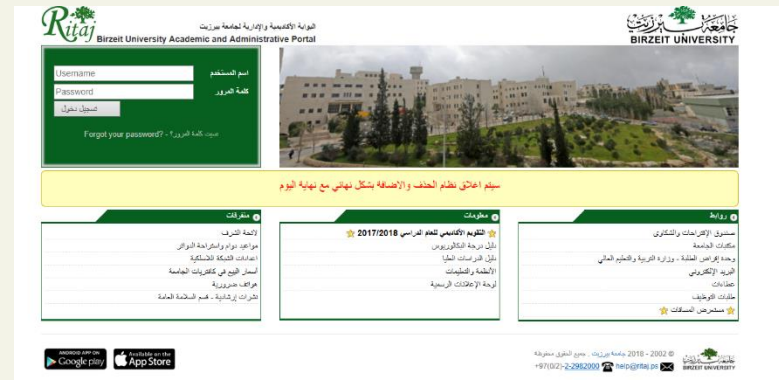 Ritaj
البوابة الأكاديمية والإدارية لجامعة بيرزيت
Birzeit University Academic and Administrative Portal
جامعة بيرزيت
BIRZEIT UNIVERSITY
Username
اسم المستخدم
Password
كلمة المرور
تسجيل دخول
Forgot your password? - نسيت كلمة المرور؟
سيتم اغلاق نظام الحذف والاضافة بشكل نهائي مع نهاية اليوم
روابط
صندوق الإقتراحات والشكاوى
مكتبات الجامعة
وحدة إقراض الطلبة - وزارة التربية والتعليم العالي
البريد الإلكتروني
عطاءات
طلبات التوظيف
مستعرض المساقات
معلومات
التقويم الأكاديمي للعام الدراسي 2017/2018
دليل درجة البكالوريوس
دليل الدراسات العليا
الأنظمة والتعليمات
لوحة الإعلانات الرسمية
متفرقات
لائحة الشرف
مواعيد دوام واستراحة الدوائر
اعدادات الشبكة اللاسلكية
أسعار البيع في كافتيريات الجامعة
هواتف ضرورية
نشرات إرشادية - قسم السلامة العامة
ANDROID APP ON
Google play
Available on the
App Store
© 2002 - 2018 جامعة بيرزيت . جميع الحقوق محفوظة
+97(0/2)-2-2982000 help@ritaj.ps
جامعة بيرزيت
BIRZEIT UNIVERSITY